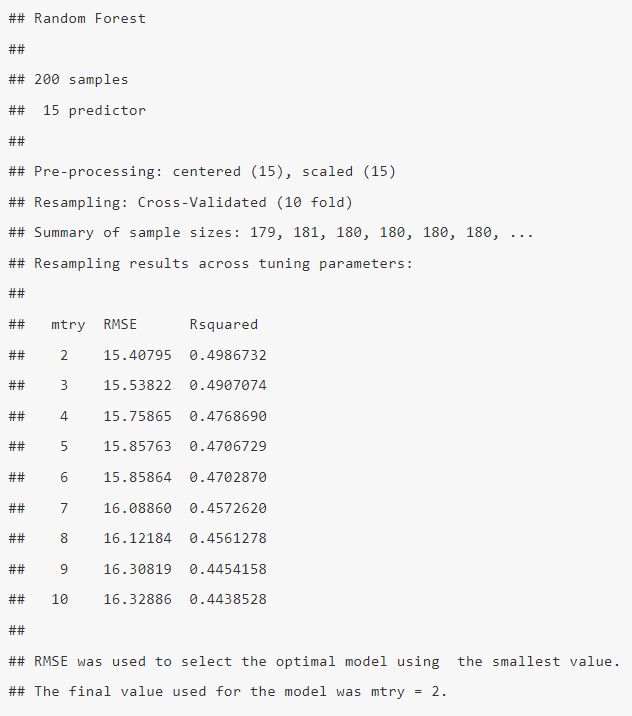 ## Random Forest
##
## 200 samples
##  15 predictor
##
## Pre-processing: centered (15), scaled (15)
## Resampling: Cross-Validated (10 fold)
## Summary of sample sizes: 179, 181, 180, 180, 180, 180, ...
## Resampling results across tuning parameters:
##
##   mtry  RMSE      Rsquared
##    2    15.40795  0.4986732
##    3    15.53822  0.4907074
##    4    15.75865  0.4768690
##    5    15.85763  0.4706729
##    6    15.85864  0.4702870
##    7    16.08860  0.4572620
##    8    16.12184  0.4561278
##    9    16.30819  0.4454158
##   10    16.32886  0.4438528
##
## RMSE was used to select the optimal model using  the smallest value.
## The final value used for the model was mtry = 2.